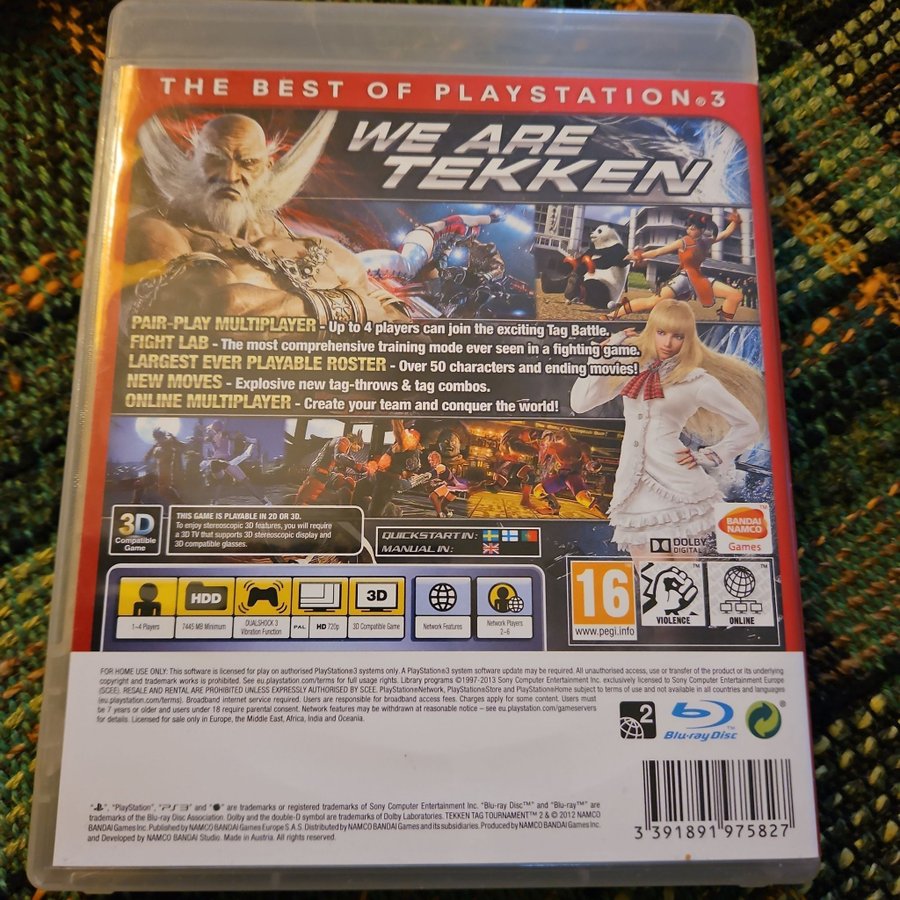 THE BEST OF PLAYSTATION®3
WE ARE
TEKKEN
PAIR-PLAY MULTIPLAYER - Up to 4 players can join the exciting Tag Battle.
FIGHT LAB - The most comprehensive training mode ever seen in a fighting game.
LARGEST EVER PLAYABLE ROSTER - Over 50 characters and ending movies!
NEW MOVES - Explosive new tag-throws & tag combos.
ONLINE MULTIPLAYER - Create your team and conquer the world!
3D
Compatible
Game
THIS GAME IS PLAYABLE IN 2D OR 3D.
To enjoy stereoscopic 3D features, you will require
a 3D TV that supports 3D stereoscopic display and
3D compatible glasses.
QUICKSTART IN:
MANUAL IN:
DOLBY
DIGITAL
BANDAI
NAMCO
Games
1-4 Players
HDD
7445 MB Minimum
DUALSHOCK 3
Vibration Function
PAL HD 720p
3D
3D Compatible Game
Network Features
Network Players
2-6
16
www.pegi.info
VIOLENCE
ONLINE
FOR HOME USE ONLY: This software is licensed for play on authorised PlayStation®3 systems only. A PlayStation®3 system software update may be required. All unauthorised access, use or transfer of the product or its underlying
copyright and trademark works is prohibited. See eu.playstation.com/terms for full usage rights. Library programs ©1997-2013 Sony Computer Entertainment Inc. exclusively licensed to Sony Computer Entertainment Europe
(SCEE). RESALE AND RENTAL ARE PROHIBITED UNLESS EXPRESSLY AUTHORISED BY SCEE. PlayStation®Network, PlayStation®Store and PlayStation®Home subject to terms of use and not available in all countries and languages
(eu.playstation.com/terms). Broadband internet service required. Users are responsible for broadband access fees. Charges apply for some content. Users must
be 7 years or older and users under 18 require parental consent. Network features may be withdrawn at reasonable notice – see eu.playstation.com/gameservers
for details. Licensed for sale only in Europe, the Middle East, Africa, India and Oceania.
2
Blu-ray Disc™
"PlayStation", "PS3" and "●" are trademarks or registered trademarks of Sony Computer Entertainment Inc. "Blu-ray Disc™" and "Blu-ray™" are
trademarks of the Blu-ray Disc Association. Dolby and the double-D symbol are trademarks of Dolby Laboratories. TEKKEN TAG TOURNAMENT™ 2 & © 2012 NAMCO
BANDAI Games Inc. Published by NAMCO BANDAI Games Europe S.A.S. Distributed by NAMCO BANDAI Games and its subsidiaries. Produced by NAMCO BANDAI Games Inc.
and Developed by NAMCO BANDAI Studio. Made in Austria. All rights reserved.
3 391891 975827